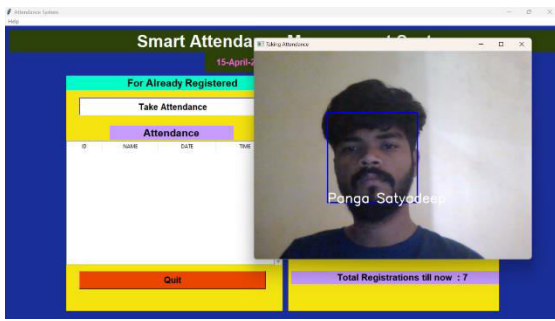 Attendance System
Help
Smart Attenda
Taking Attendance
15-April-2
For Already Registered
Take Attendance
Attendance
ID NAME DATE TIME
Panga Satyadeep
Quit
Total Registrations till now : 7